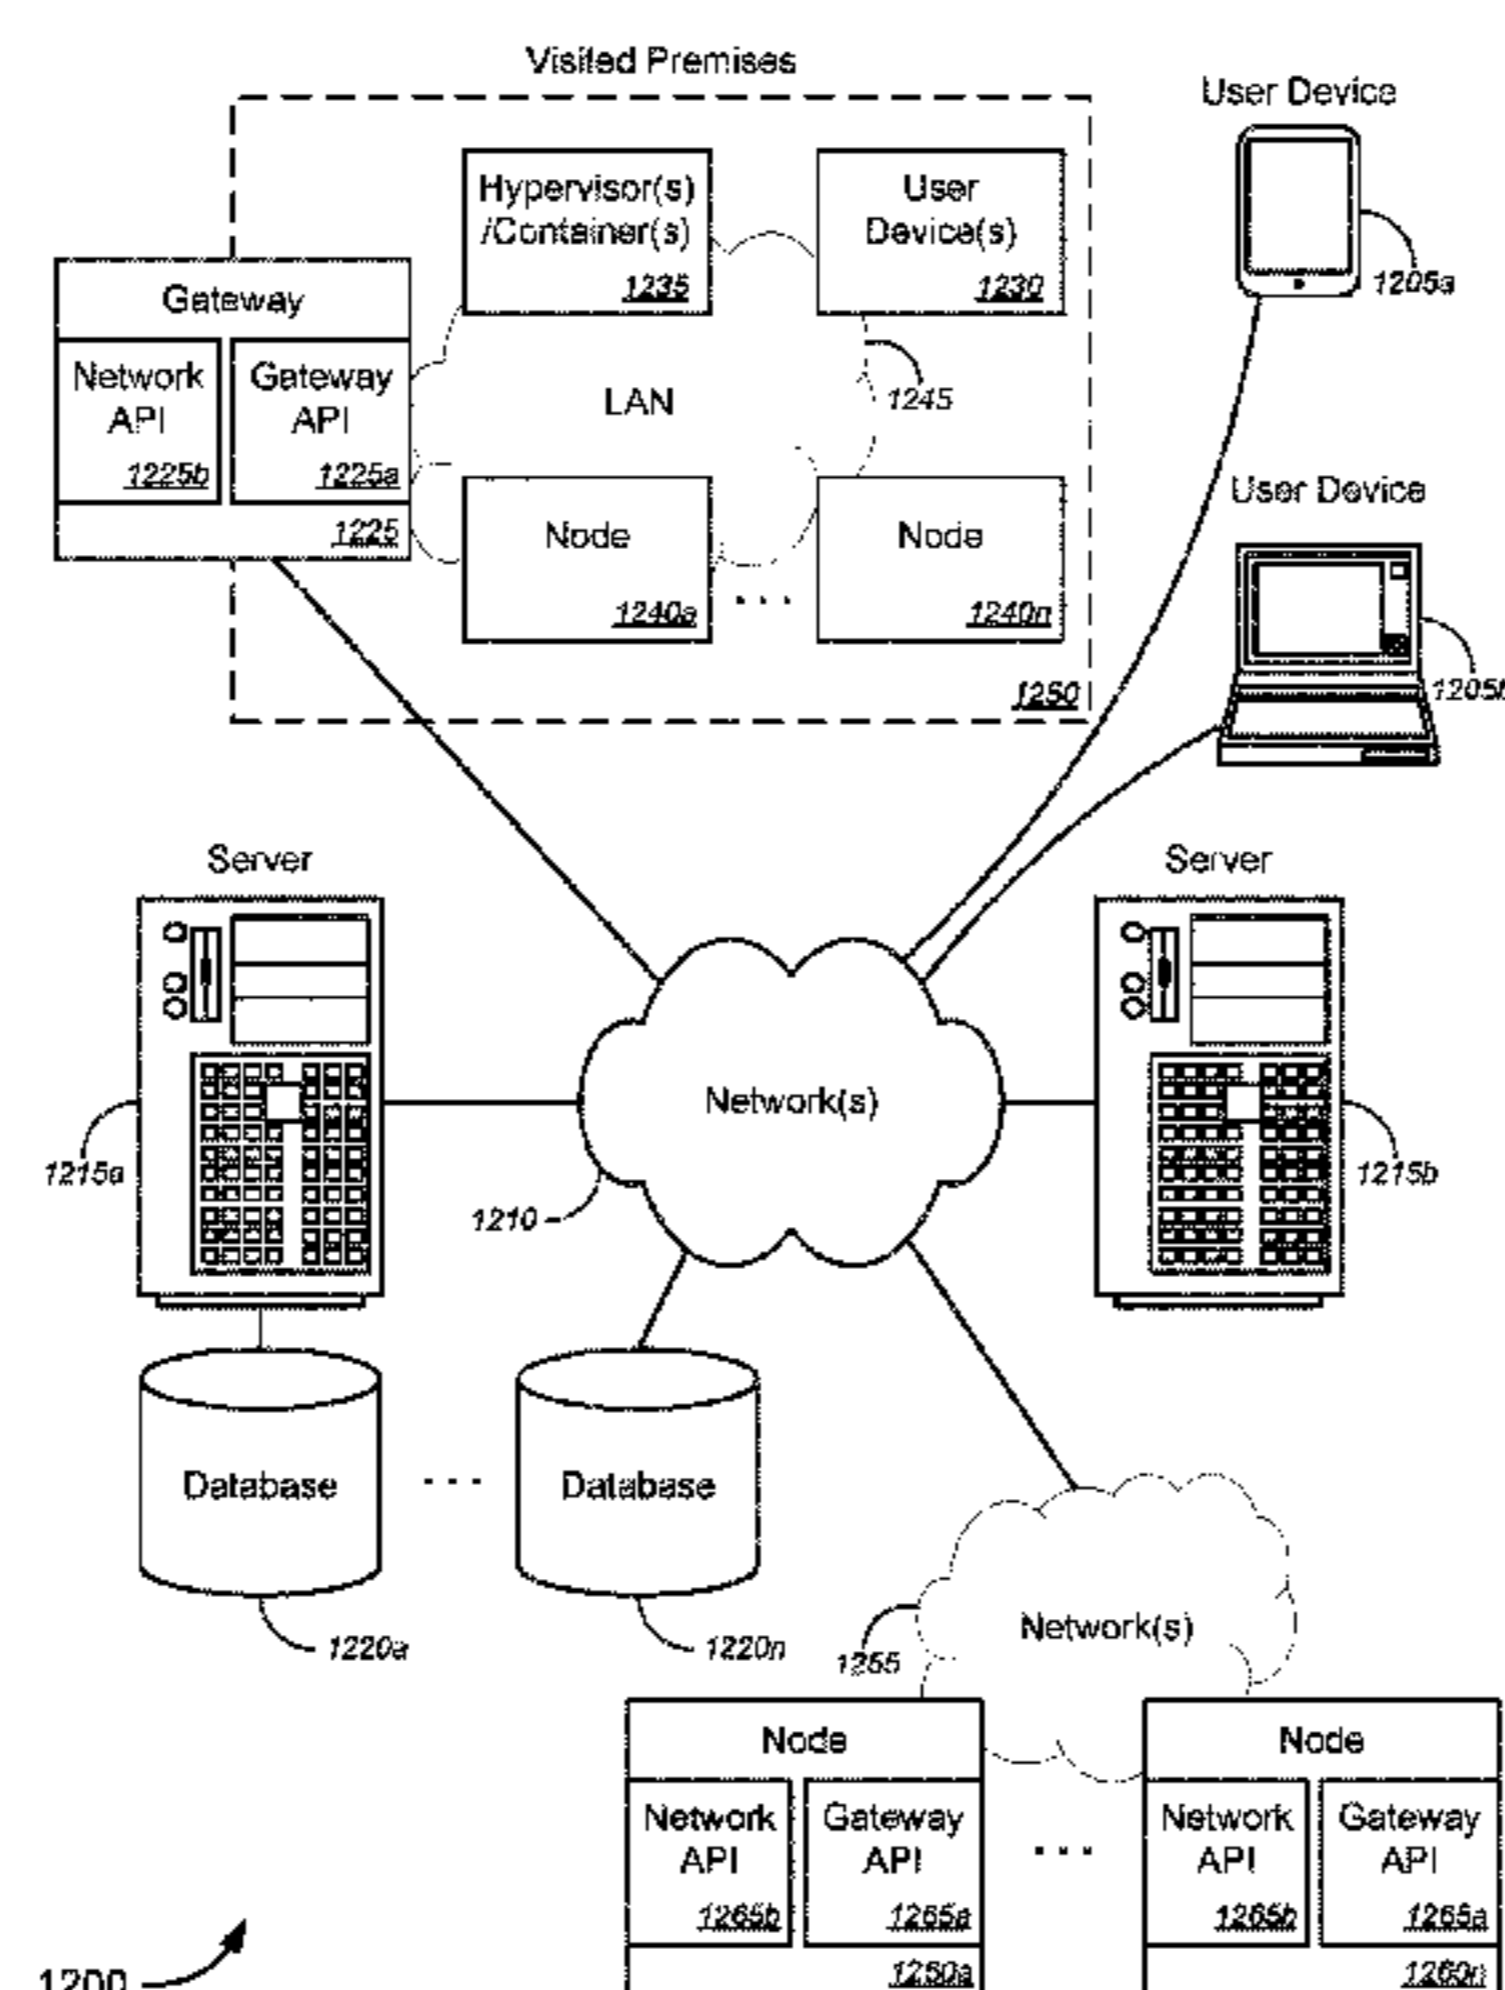 Visited Premises
User Device
Hypervisor(s)
/Container(s)
1235
User
Device(s)
1230
1205a
Gateway
Network
API
1225b
Gateway
API
1225a
1225
LAN
1245
Node
1240a
. . .
Node
1240n
1250
User Device
1205b
Server
Server
Network(s)
1215a
1210
1215b
Database
. . .
Database
1220a
1220n
Network(s)
1255
Node
Network
API
1265b
Gateway
API
1265a
1260a
. . .
Node
Network
API
1265b
Gateway
API
1265a
1260n
1200